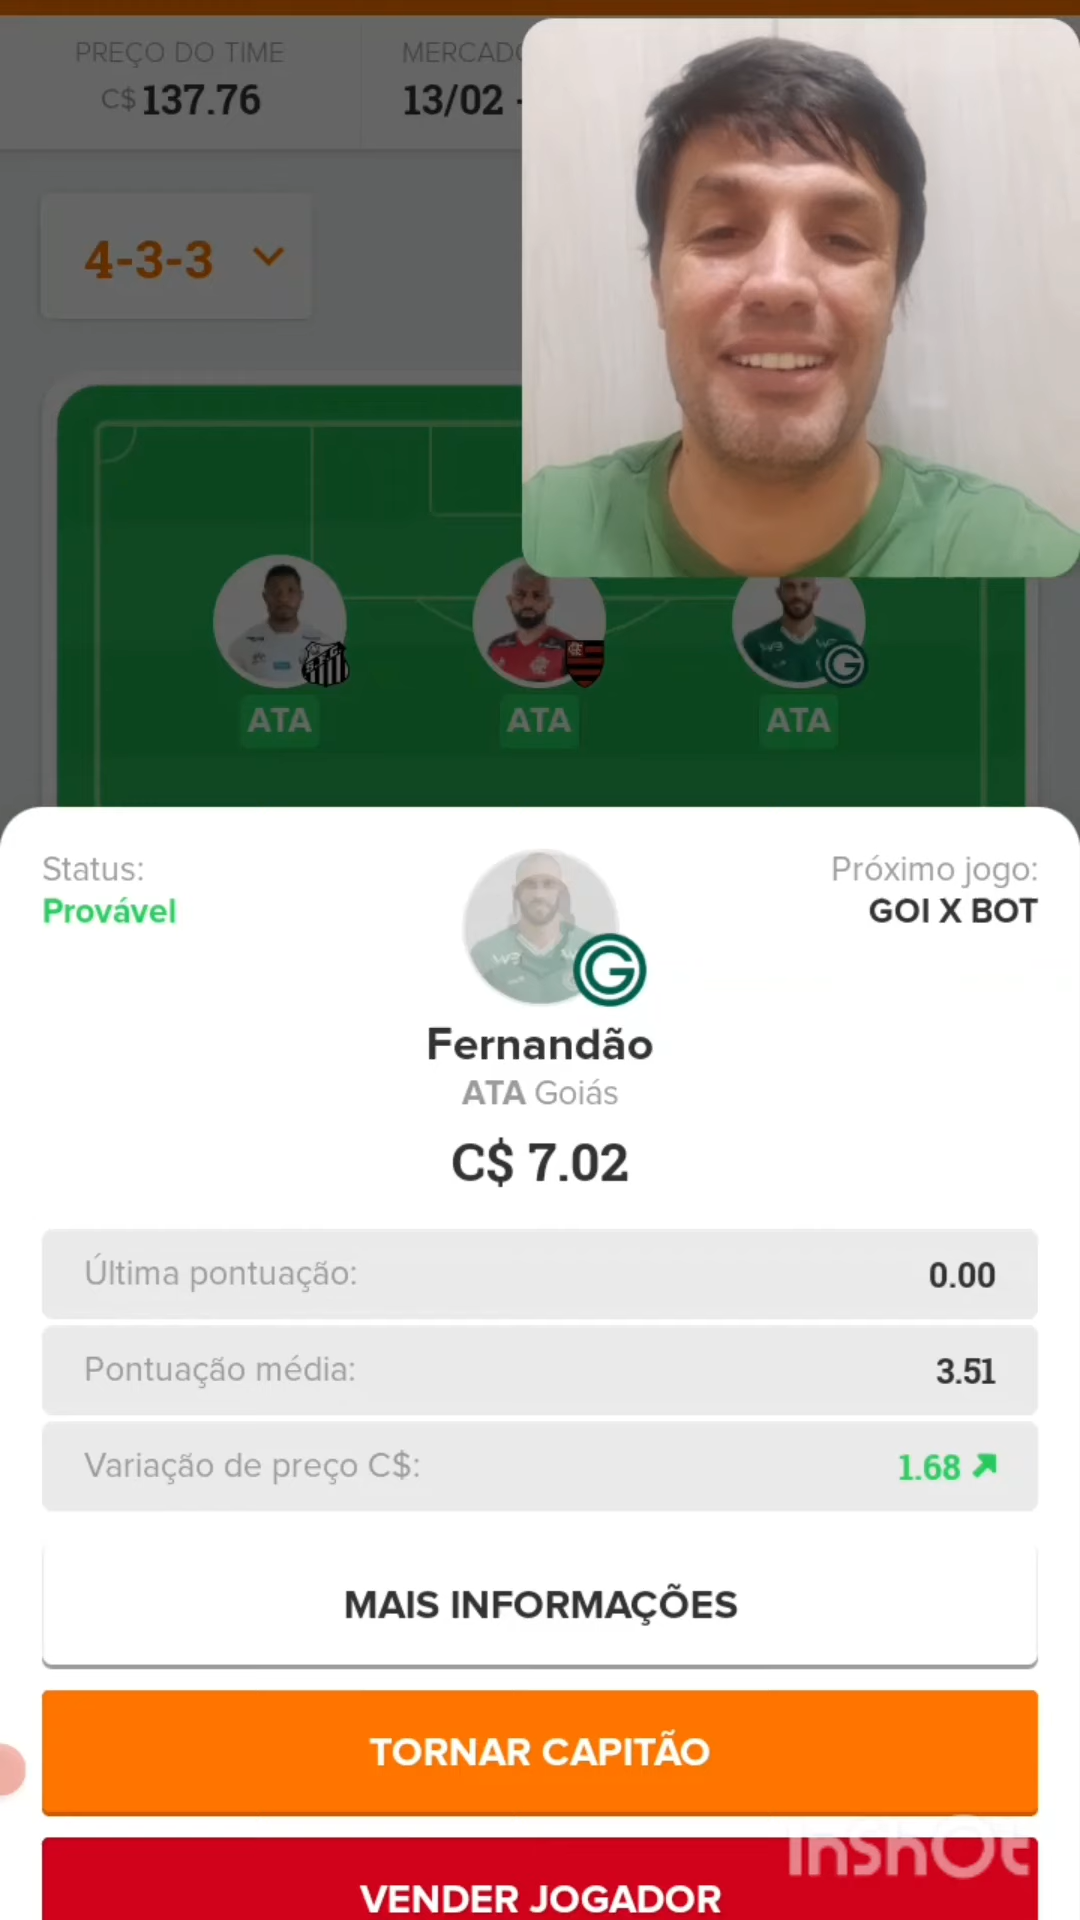 PREÇO DO TIME
C$ 137.76
MERCADO
13/02 -
4-3-3
ATA
ATA
ATA
Status:
Provável
Próximo jogo:
GOI X BOT
Fernandão
ATA Goiás
C$ 7.02
Última pontuação:
0.00
Pontuação média:
3.51
Variação de preço C$:
1.68
MAIS INFORMAÇÕES
TORNAR CAPITÃO
VENDER JOGADOR
InShOt